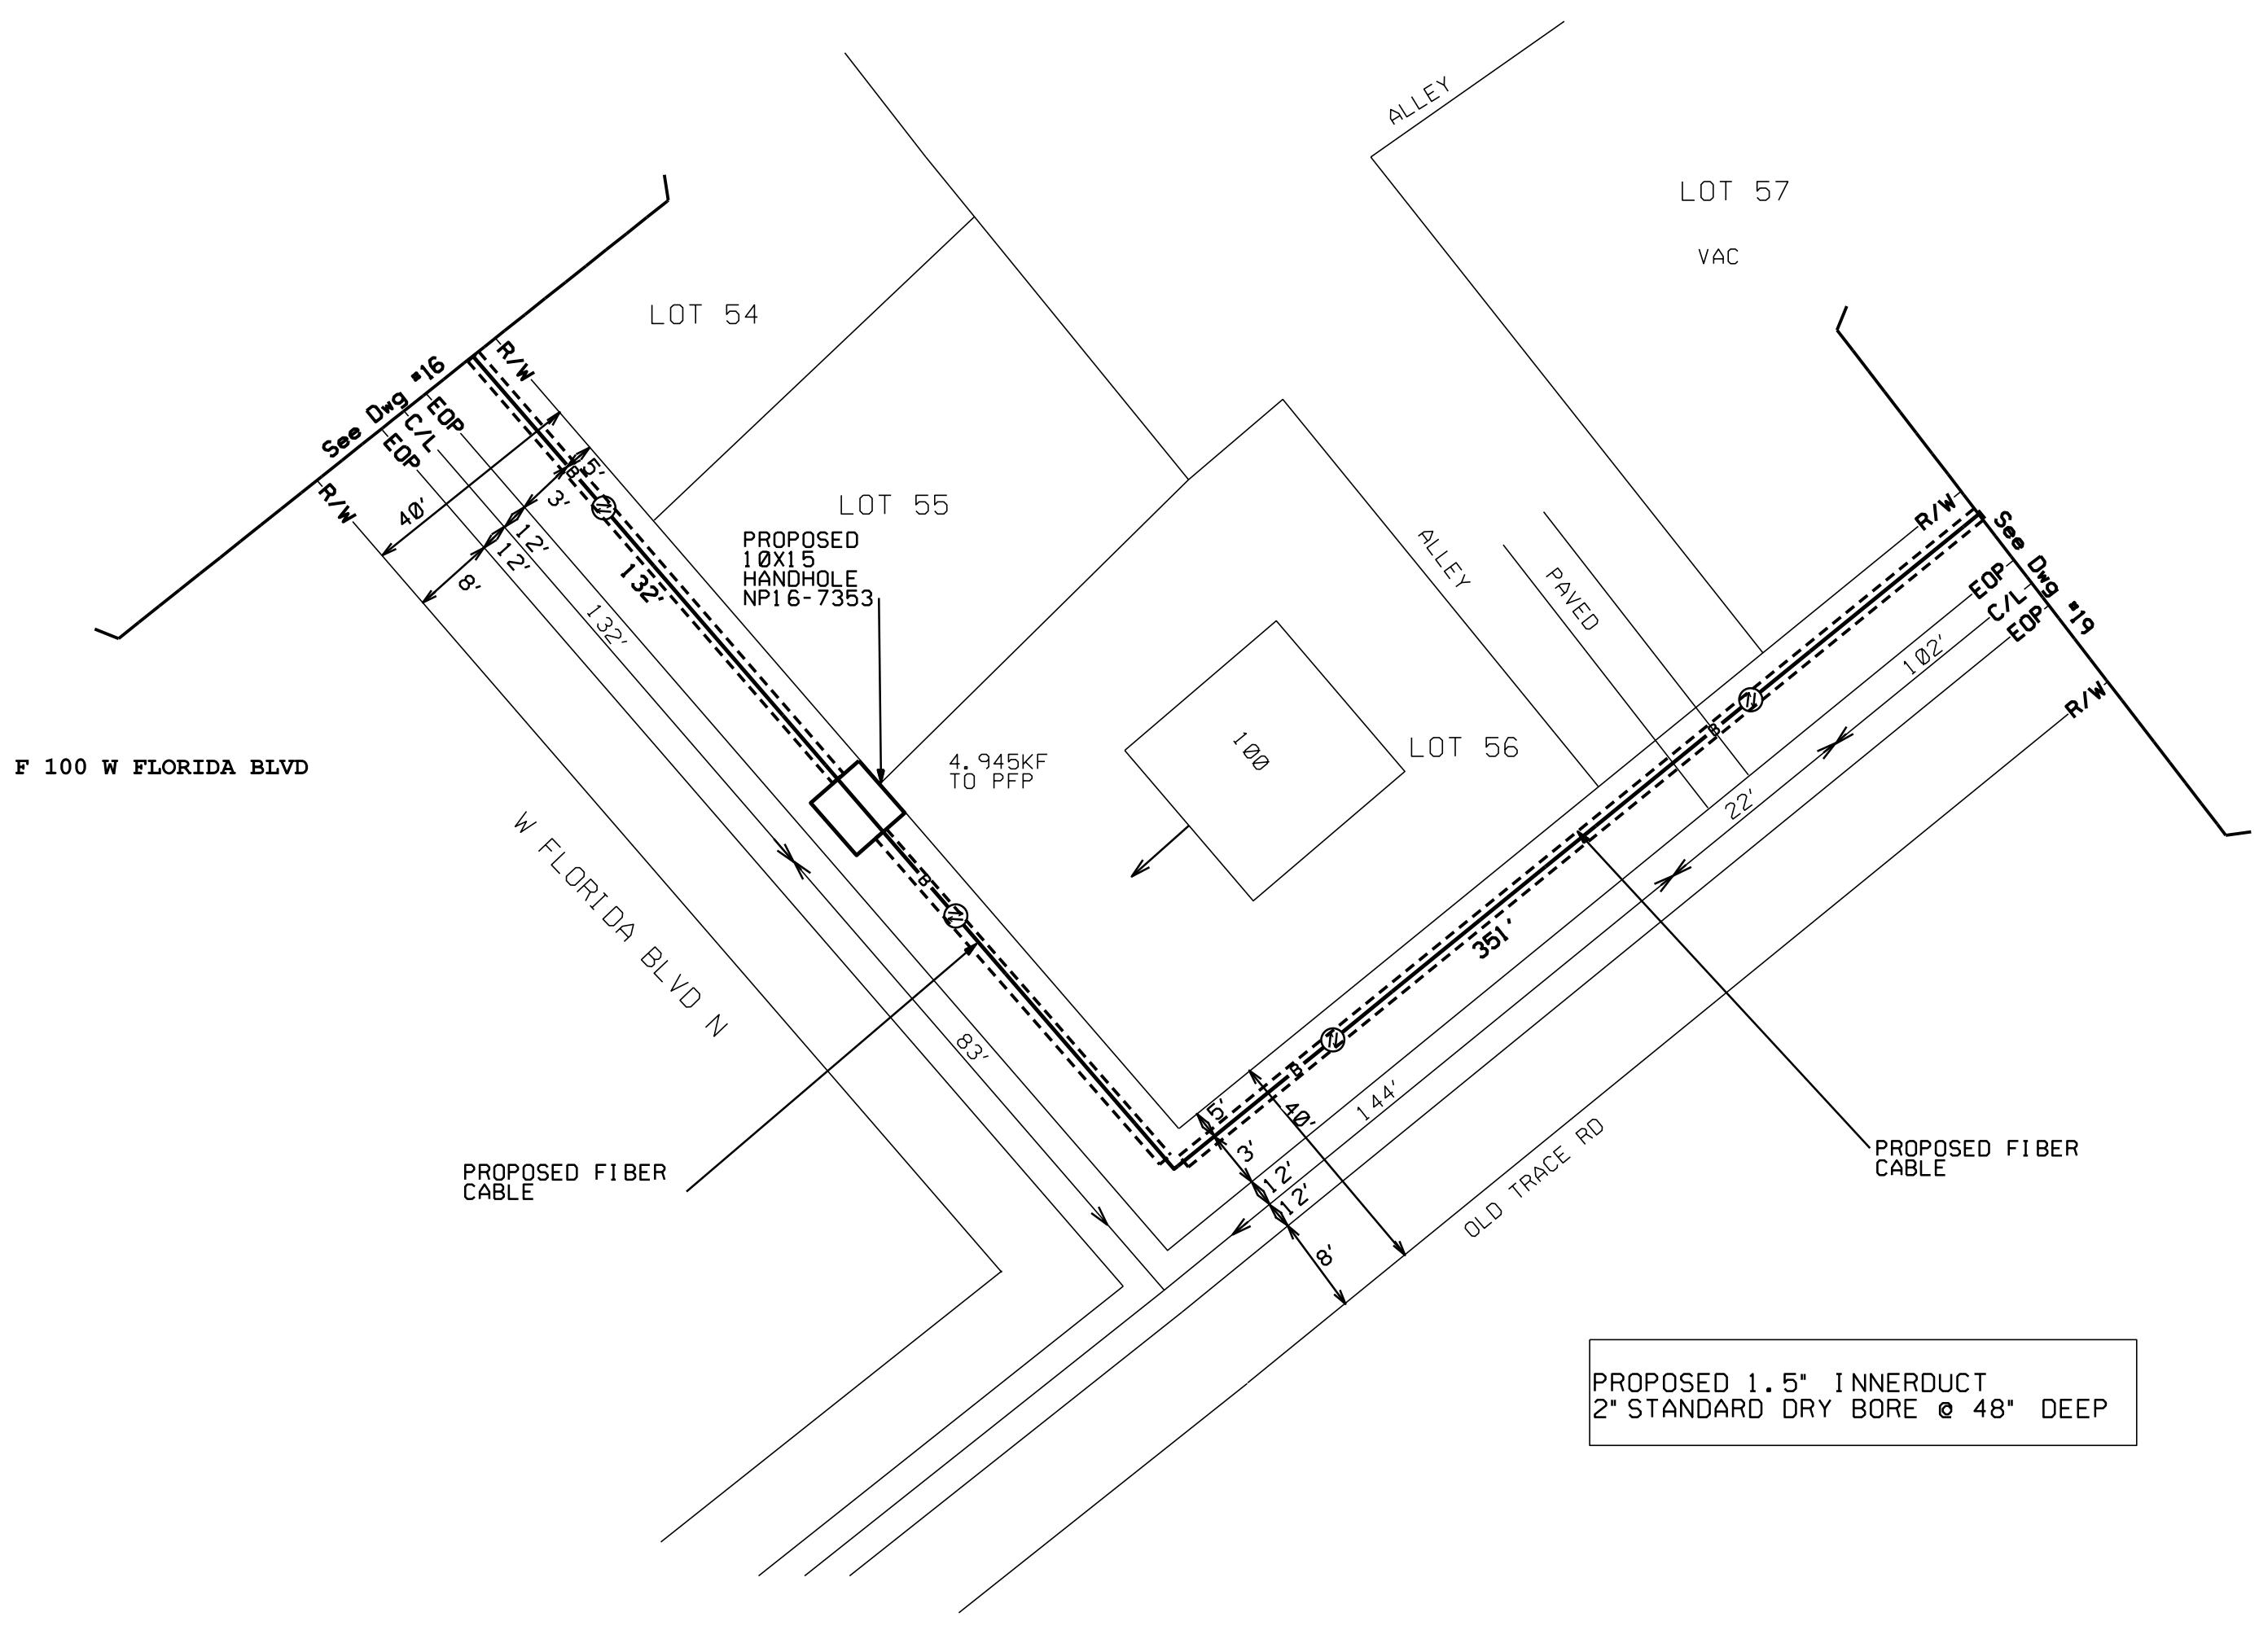 ALLEY
LOT 57
VAC
LOT 54
R/W
See Dwg #16
EOP
C/L
EOP
R/W
40'
5'
B
3'
12'
12'
8'
132'
132'
LOT 55
PROPOSED
10X15
HANDHOLE
NP16-7353
ALLEY
PAVED
R/W
See Dwg #19
EOP
C/L
EOP
R/W
102'
F 100 W FLORIDA BLVD
4.945KF
TO PFP
100
LOT 56
B
22'
W FLORIDA BLVD N
B
351'
83'
B
5'
40'
144'
3'
12'
12'
8'
OLD TRACE RD
PROPOSED FIBER
CABLE
PROPOSED FIBER
CABLE
PROPOSED 1.5" INNERDUCT
2" STANDARD DRY BORE @ 48" DEEP